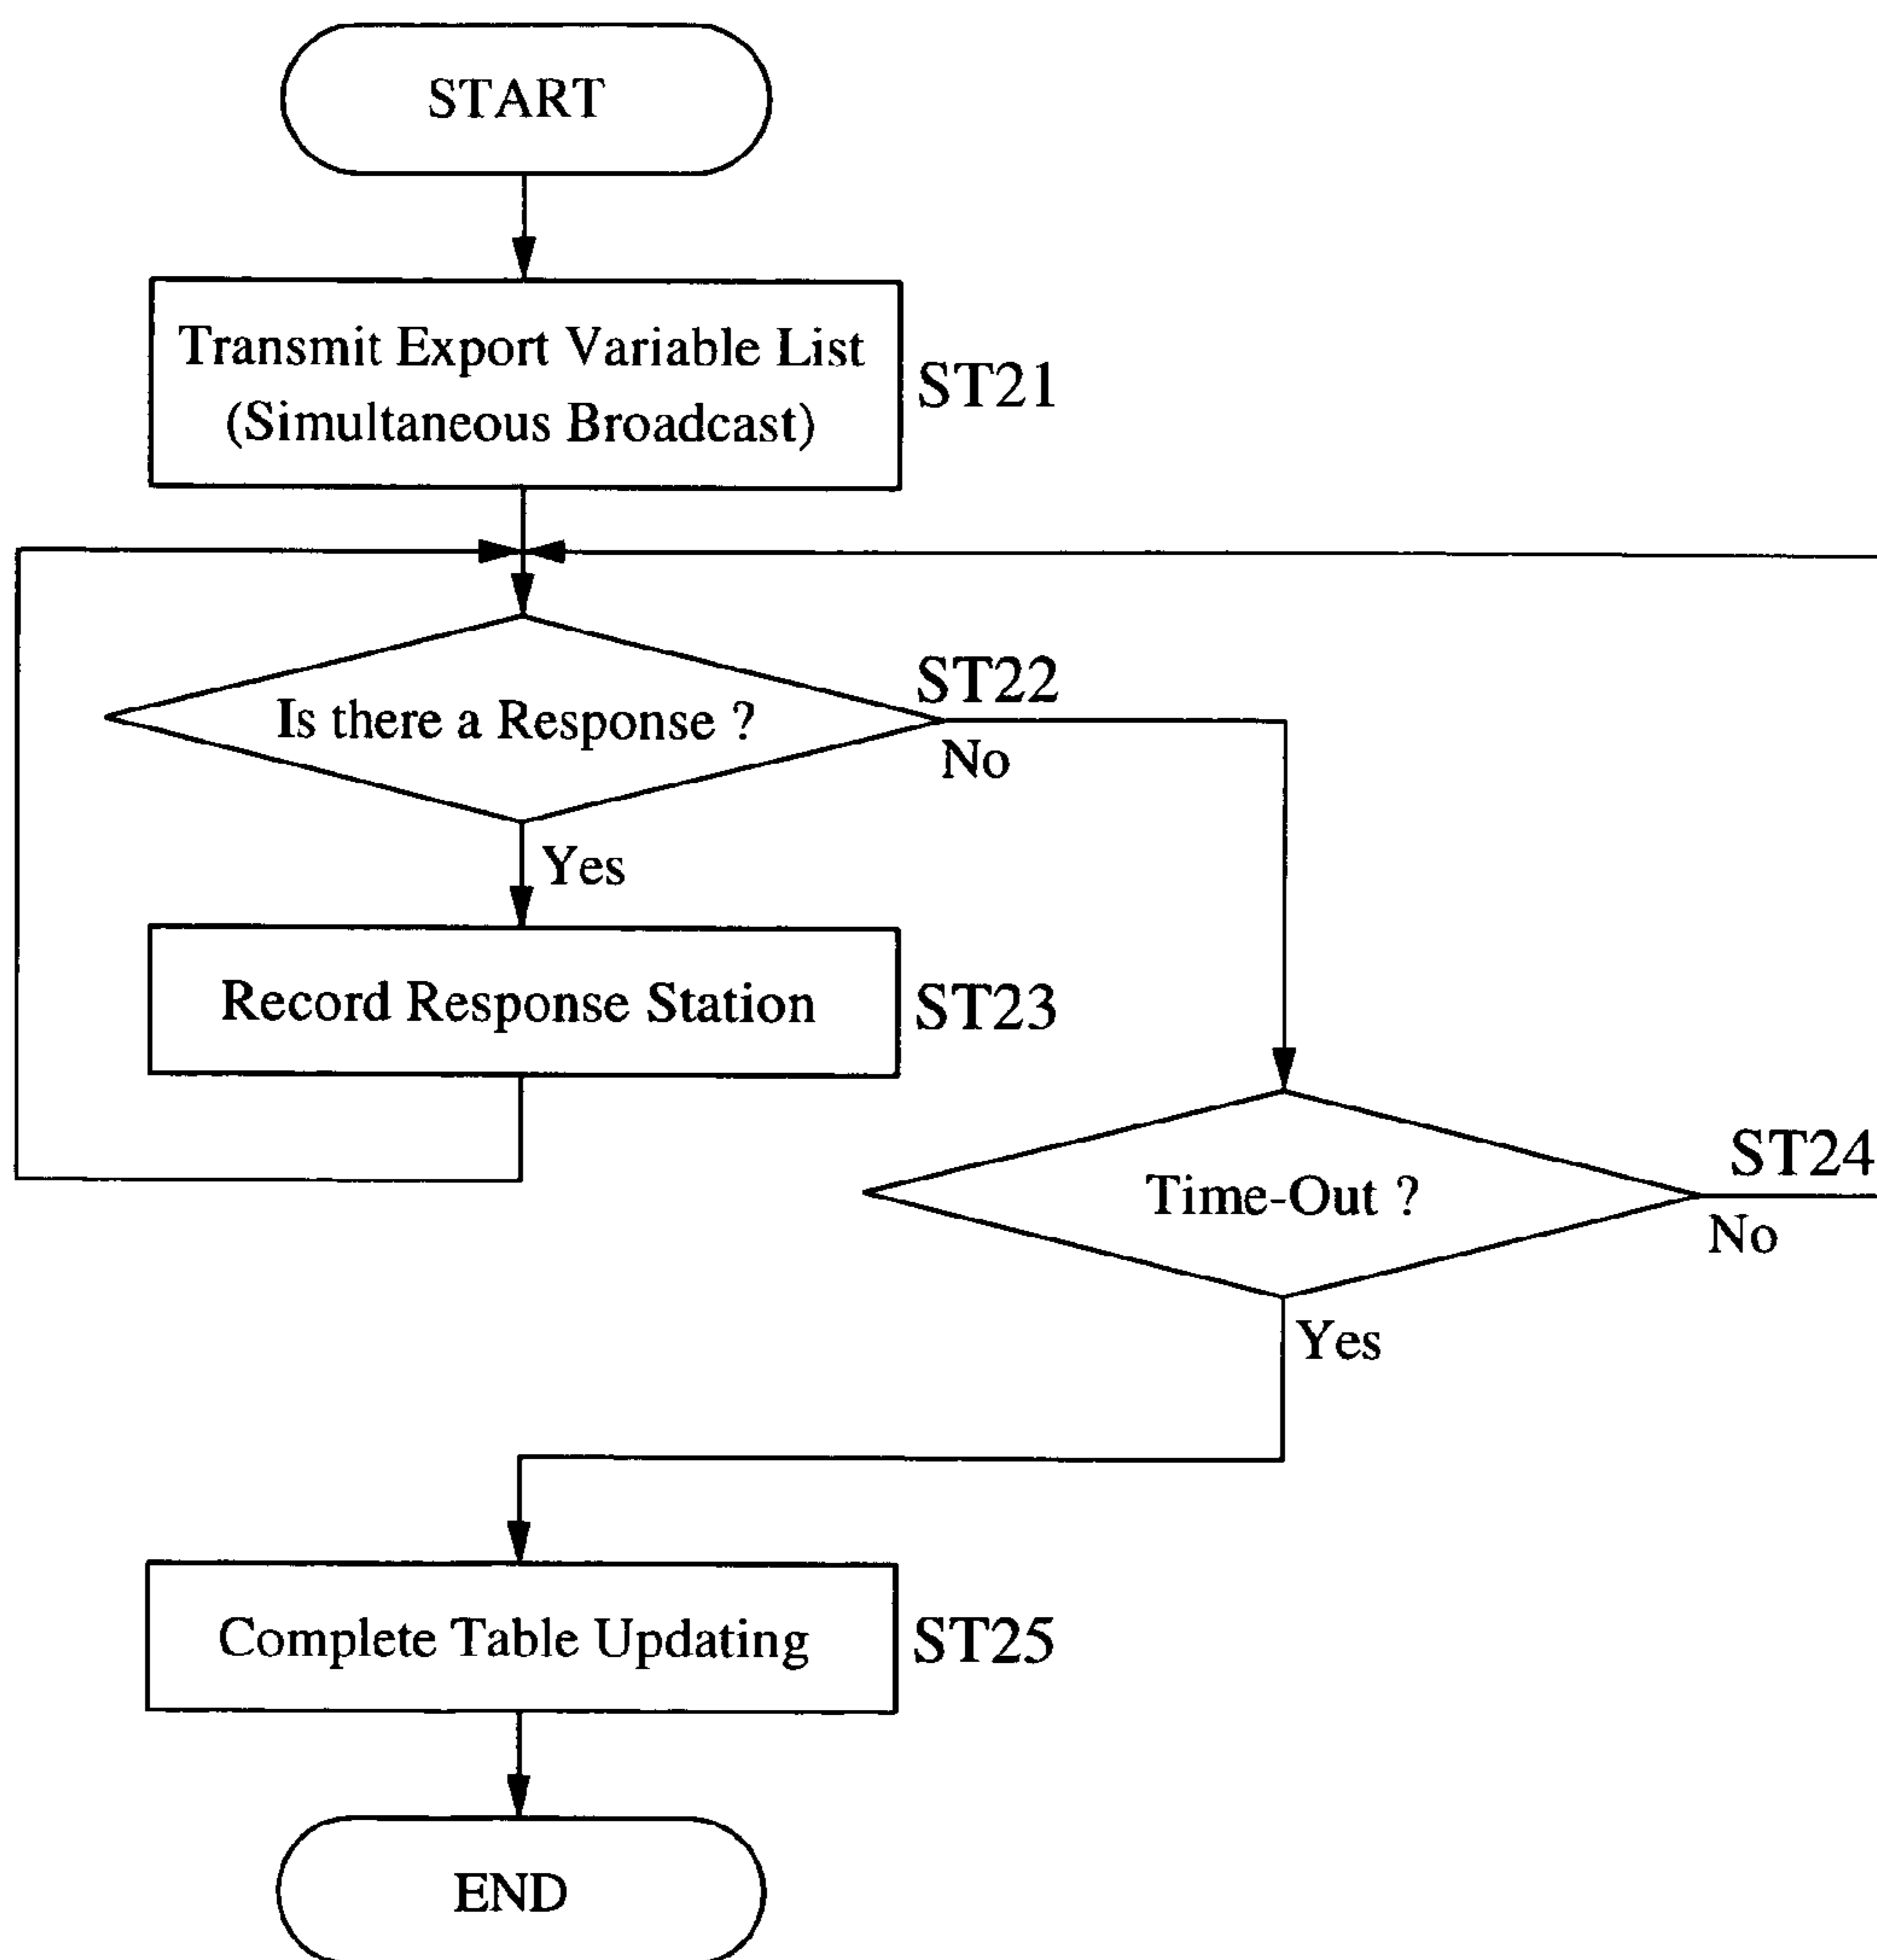 START
Transmit Export Variable List
(Simultaneous Broadcast)
ST21
Is there a Response ?
ST22
No
Yes
Record Response Station
ST23
Time-Out ?
ST24
No
Yes
Complete Table Updating
ST25
END